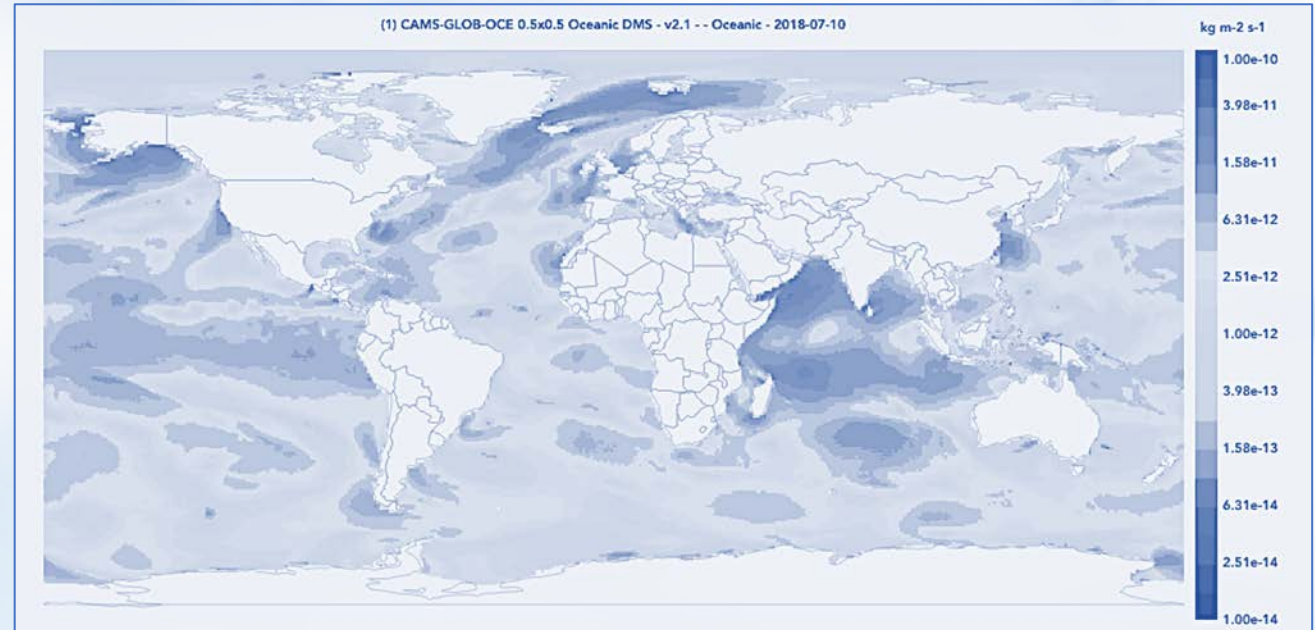 (1) CAMS-GLOB-OCE 0.5x0.5 Oceanic DMS - v2.1 - - Oceanic - 2018-07-10
kg m-2 s-1
1.00e-10
3.98e-11
1.58e-11
6.31e-12
2.51e-12
1.00e-12
3.98e-13
1.58e-13
6.31e-14
2.51e-14
1.00e-14